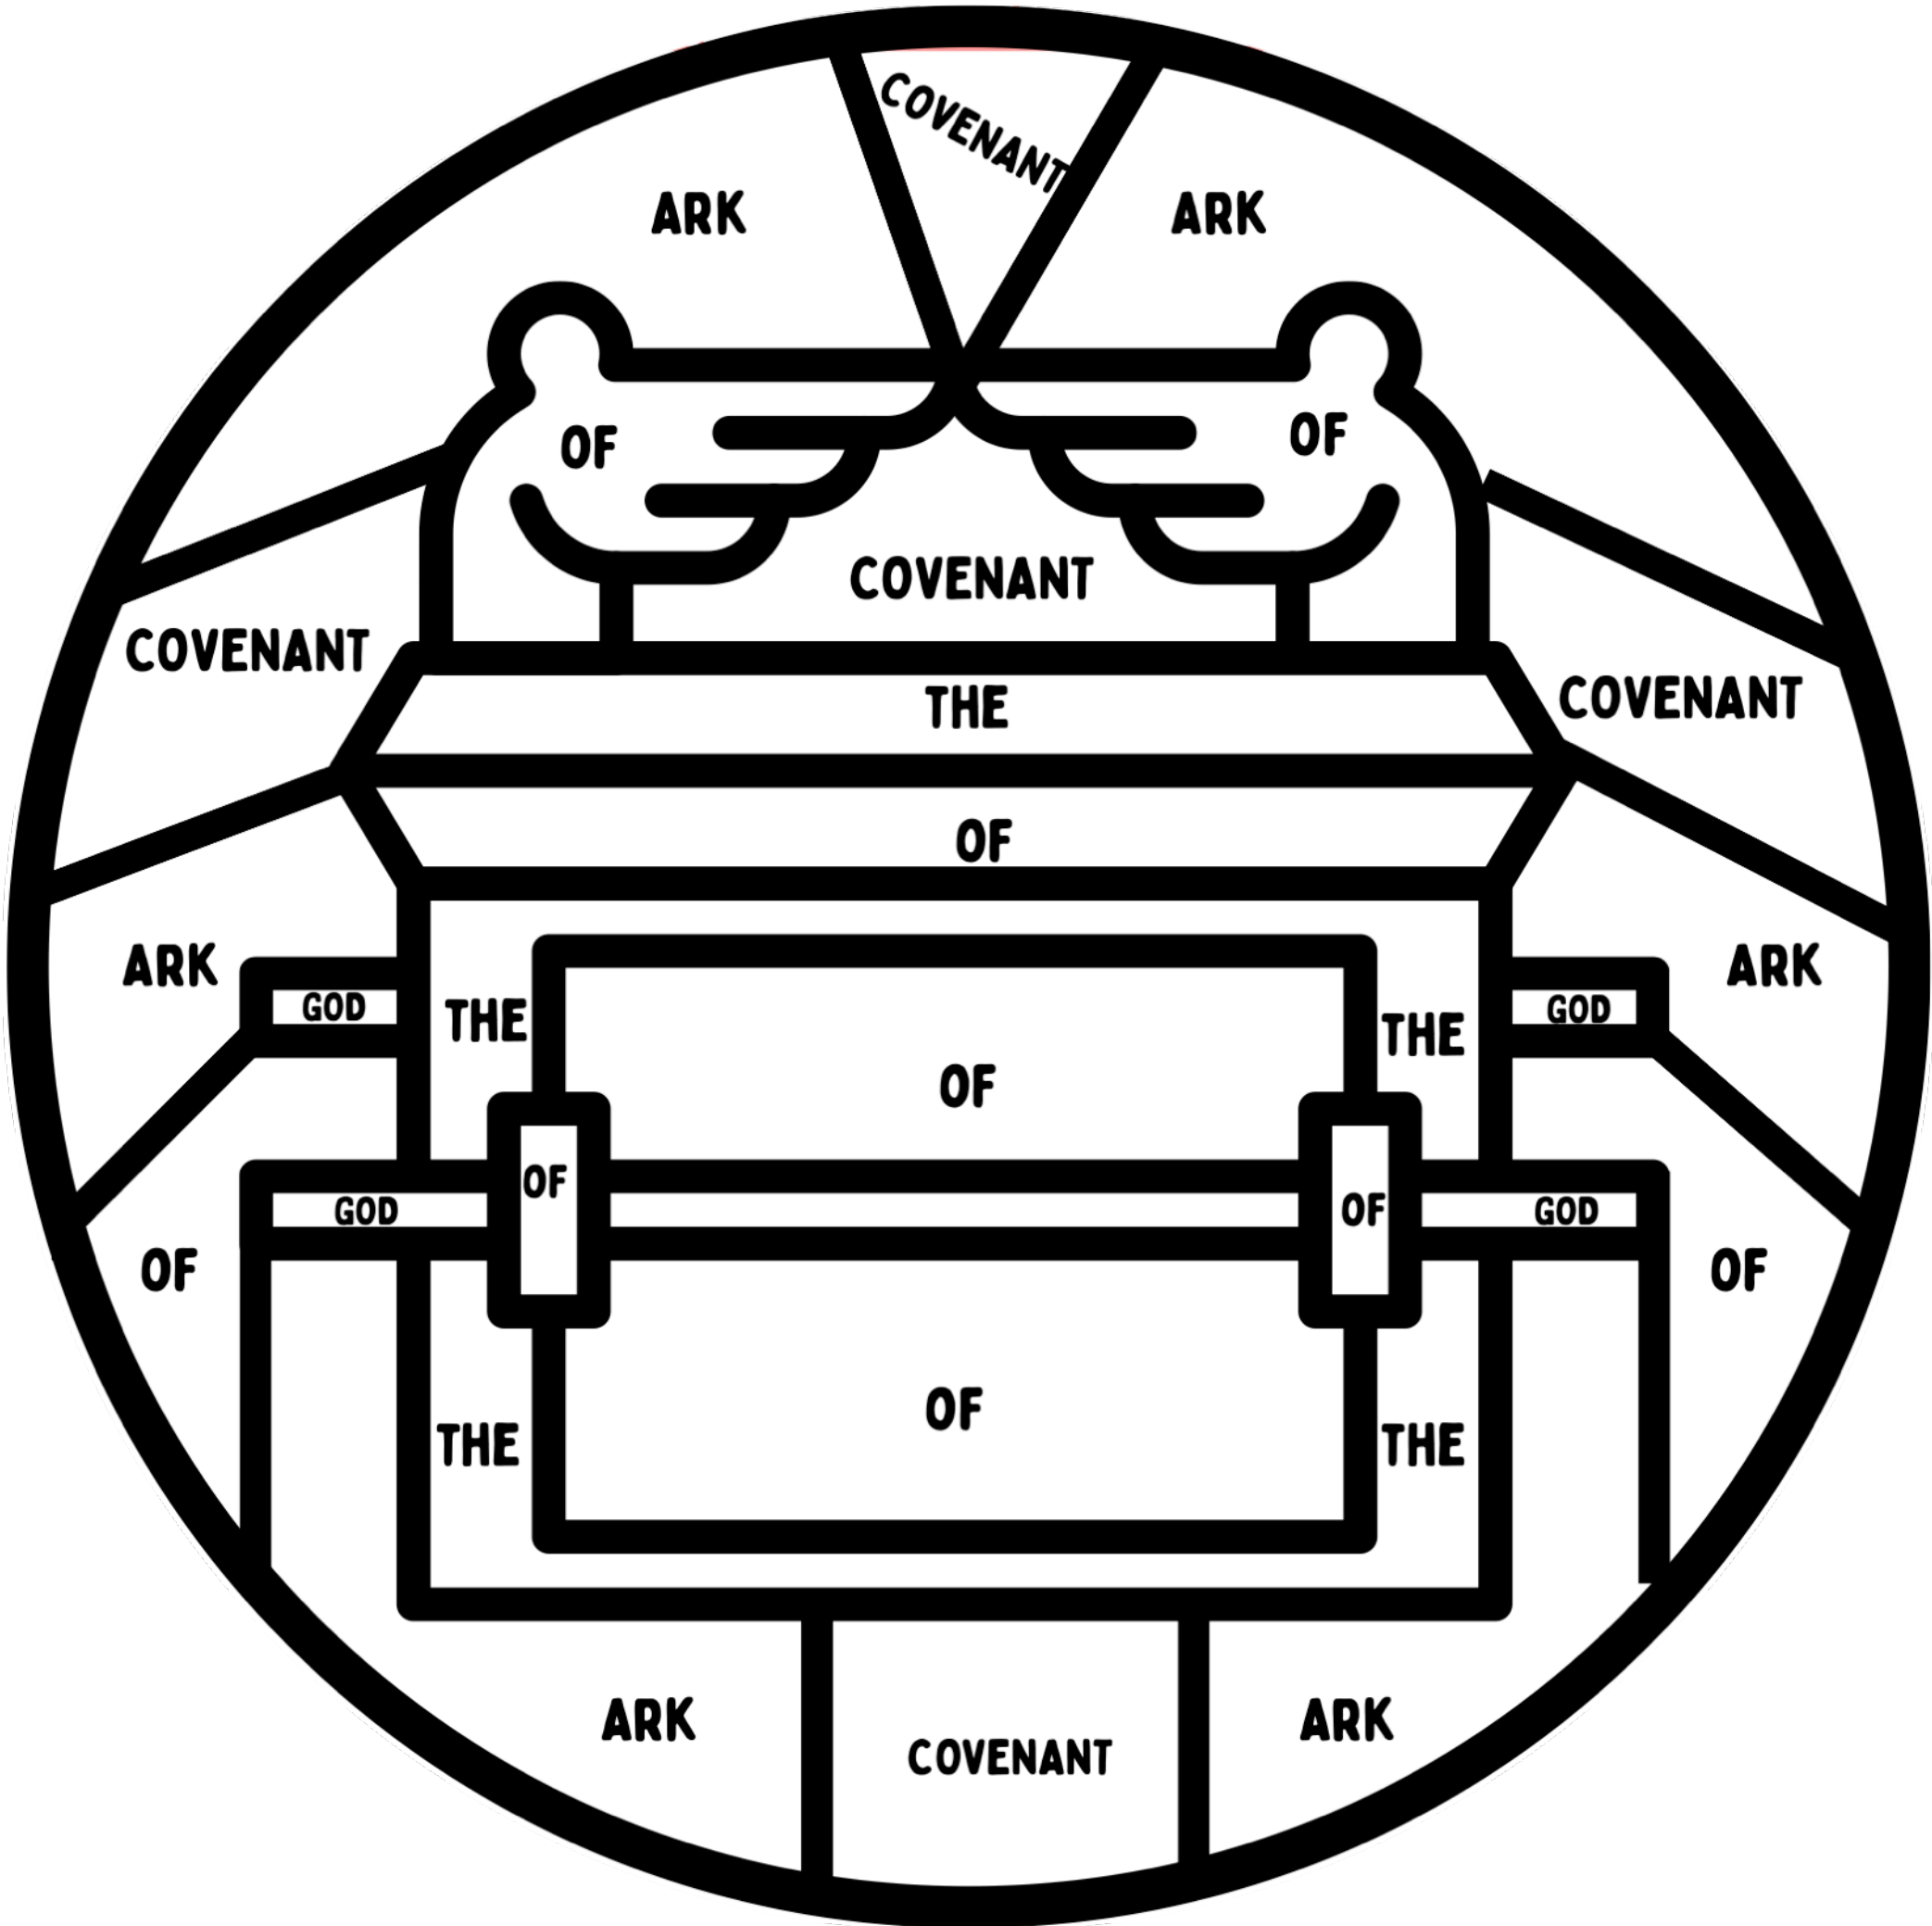 COVENANT
ARK
ARK
OF
OF
COVENANT
COVENANT
COVENANT
THE
OF
ARK
ARK
GOD
GOD
THE
THE
OF
OF
OF
GOD
GOD
OF
OF
THE
OF
THE
ARK
COVENANT
ARK